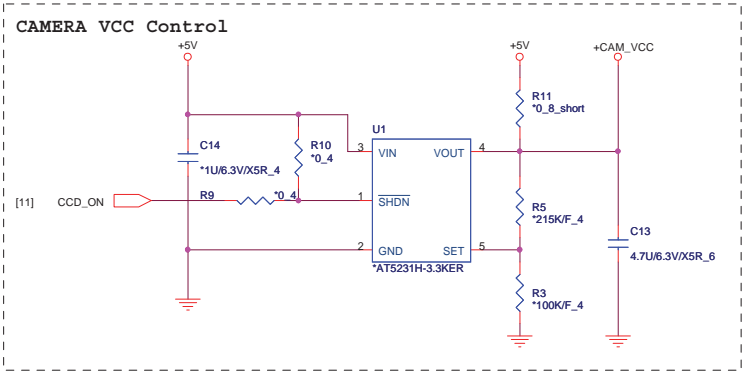 CAMERA VCC Control
+5V
+5V
+CAM_VCC
R11
*0_8_short
U1
C14
*1U/6.3V/X5R_4
R10
*0_4
3
VIN
VOUT
4
[11]
CCD_ON
R9
*0_4
1
SHDN
R5
*215K/F_4
C13
4.7U/6.3V/X5R_6
2
GND
SET
5
*AT5231H-3.3KER
R3
*100K/F_4